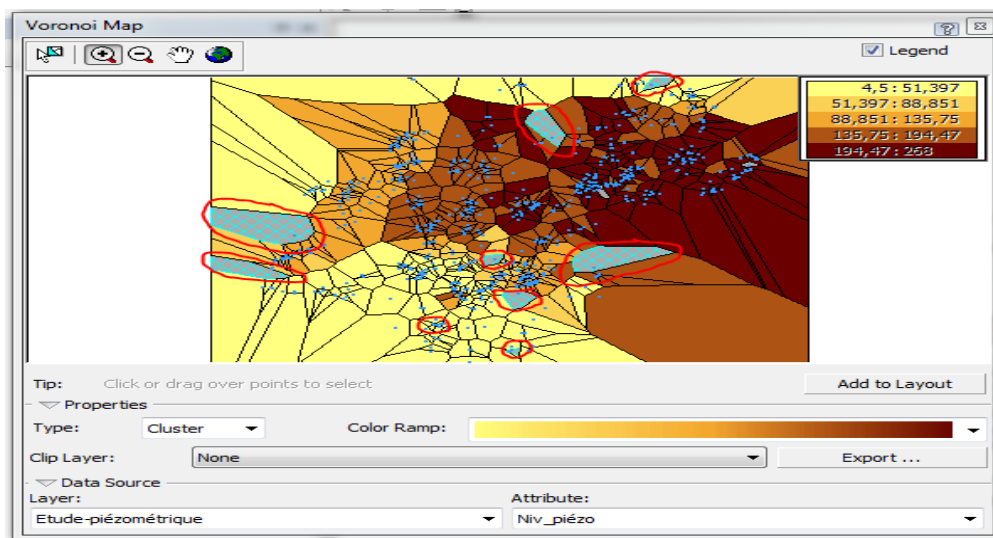 Voronoi Map
Legend
4,5 : 51,397
51,397 : 88,851
88,851 : 135,75
135,75 : 194,47
194,47 : 268
Tip: Click or drag over points to select
Add to Layout
Properties
Type: Cluster Color Ramp:
Clip Layer: None Export ...
Data Source
Layer: Attribute:
Etude-piézométrique Niv_piézo